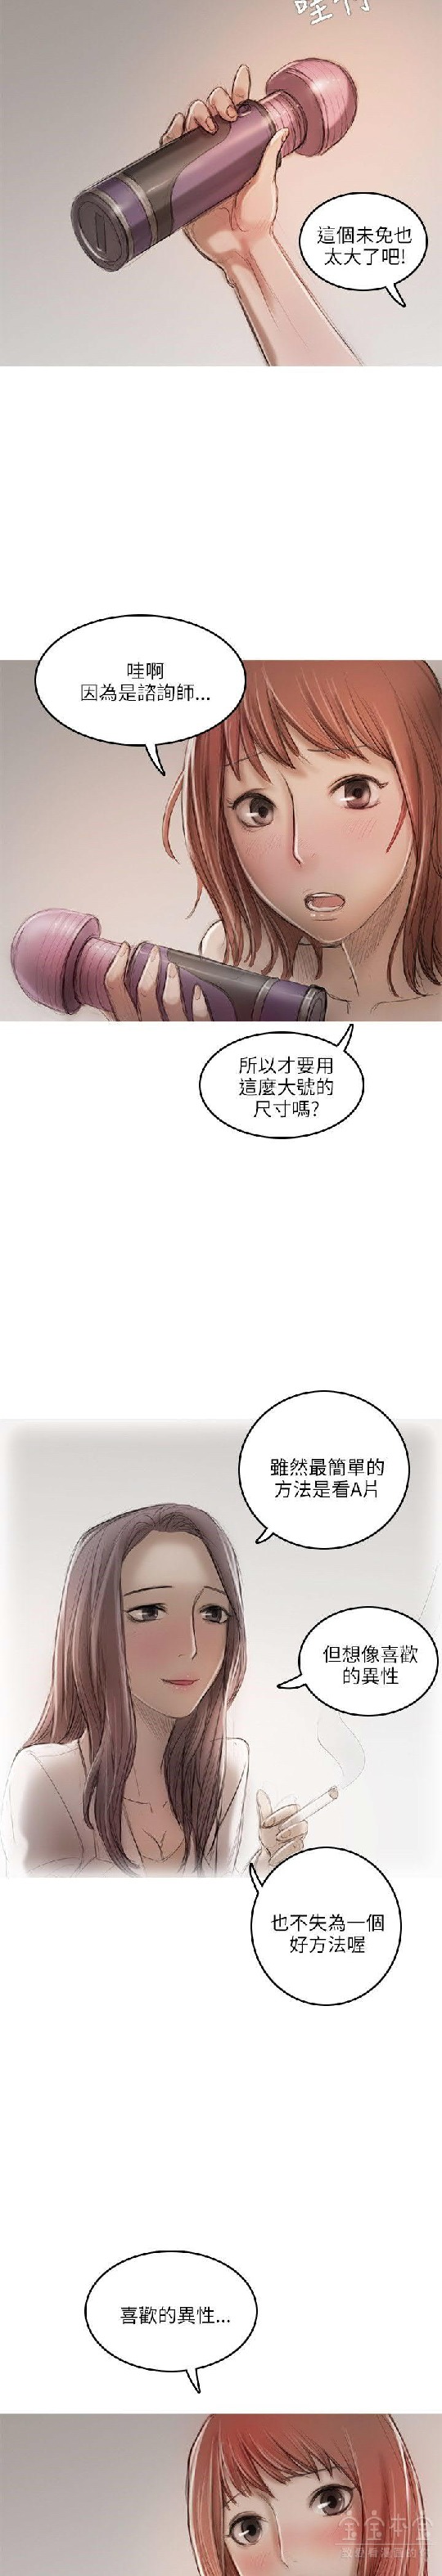 這個未免也
太大了吧!
哇啊
因為是諮詢師...
所以才要用
這麼大號的
尺寸嗎?
雖然最簡單的
方法是看A片
但想像喜歡
的異性
也不失為一個
好方法喔
喜歡的異性...